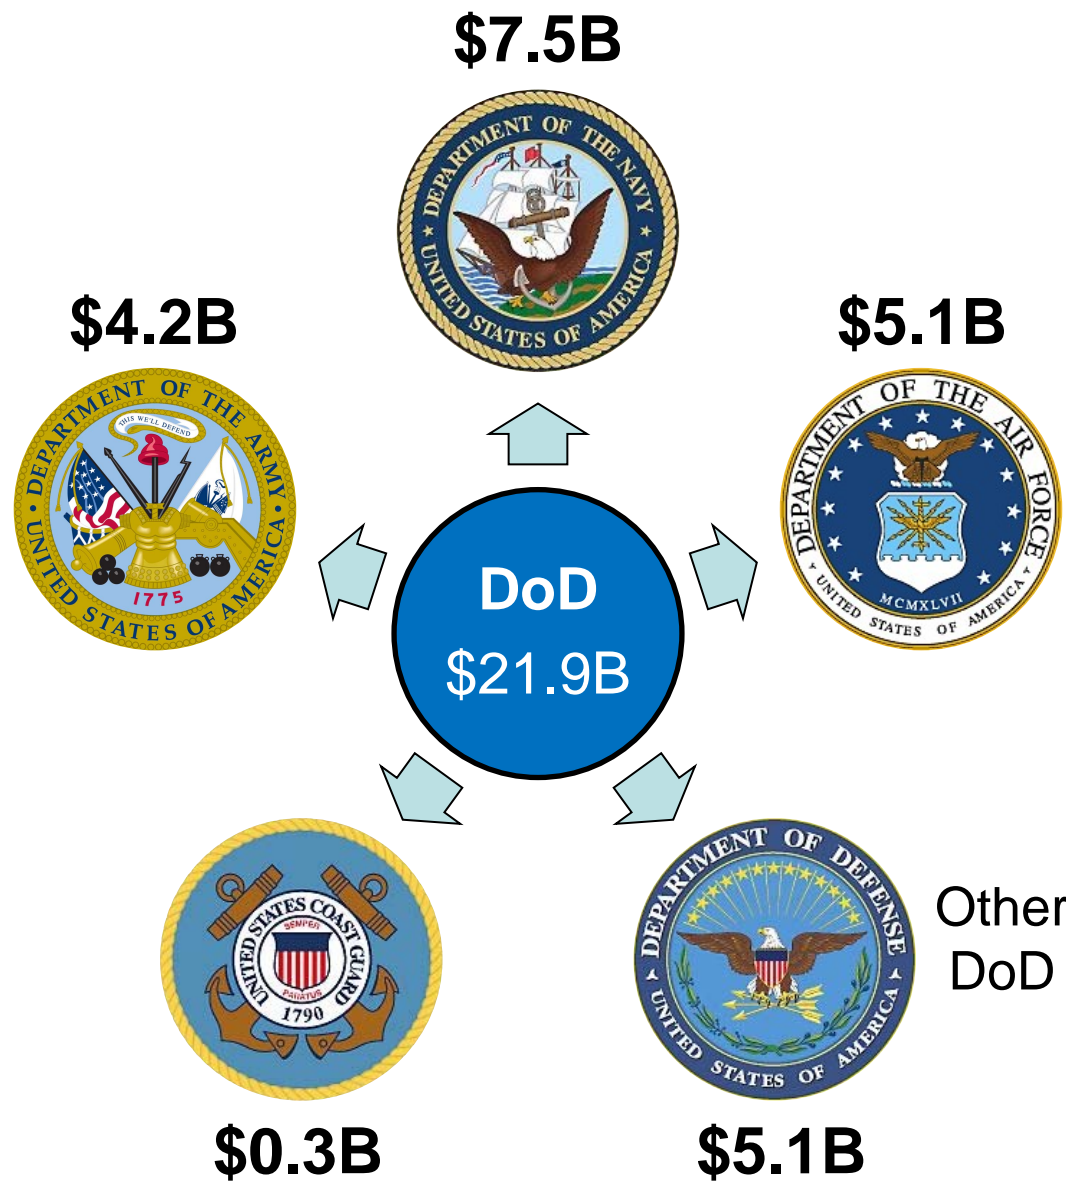 $7.5B
DEPARTMENT OF THE NAVY
UNITED STATES OF AMERICA
$4.2B
$5.1B
DEPARTMENT OF THE ARMY
THIS WE'LL DEFEND
1775
UNITED STATES OF AMERICA
DEPARTMENT OF THE AIR FORCE
MCMXLVII
UNITED STATES OF AMERICA
DoD
$21.9B
UNITED STATES COAST GUARD
SEMPER
PARATUS
1790
DEPARTMENT OF DEFENSE
UNITED STATES OF AMERICA
Other
DoD
$0.3B
$5.1B